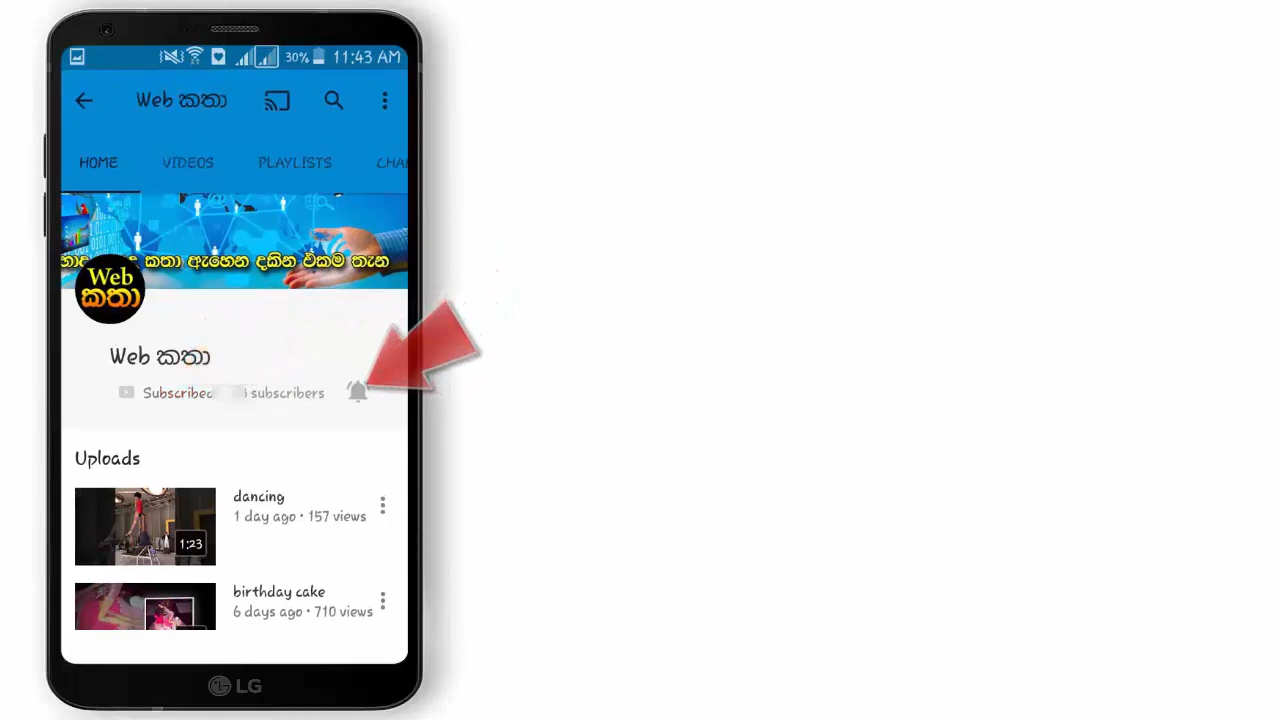 30% 11:43 AM
Web කතා
HOME VIDEOS PLAYLISTS CHA
කතා ඇහෙන දකින එකම තැන
Web
කතා
Web කතා
Subscribed subscribers
Uploads
dancing
1 day ago • 157 views
1:23
birthday cake
6 days ago • 710 views
LG